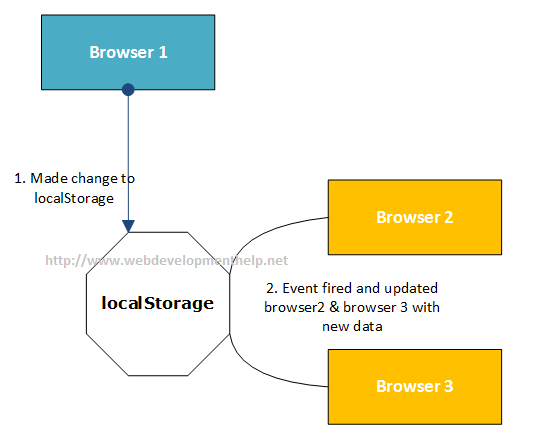 Browser 1
1. Made change to
localStorage
Browser 2
http://www.webdevelopmenthelp.net
localStorage
2. Event fired and updated
browser2 & browser 3 with
new data
Browser 3